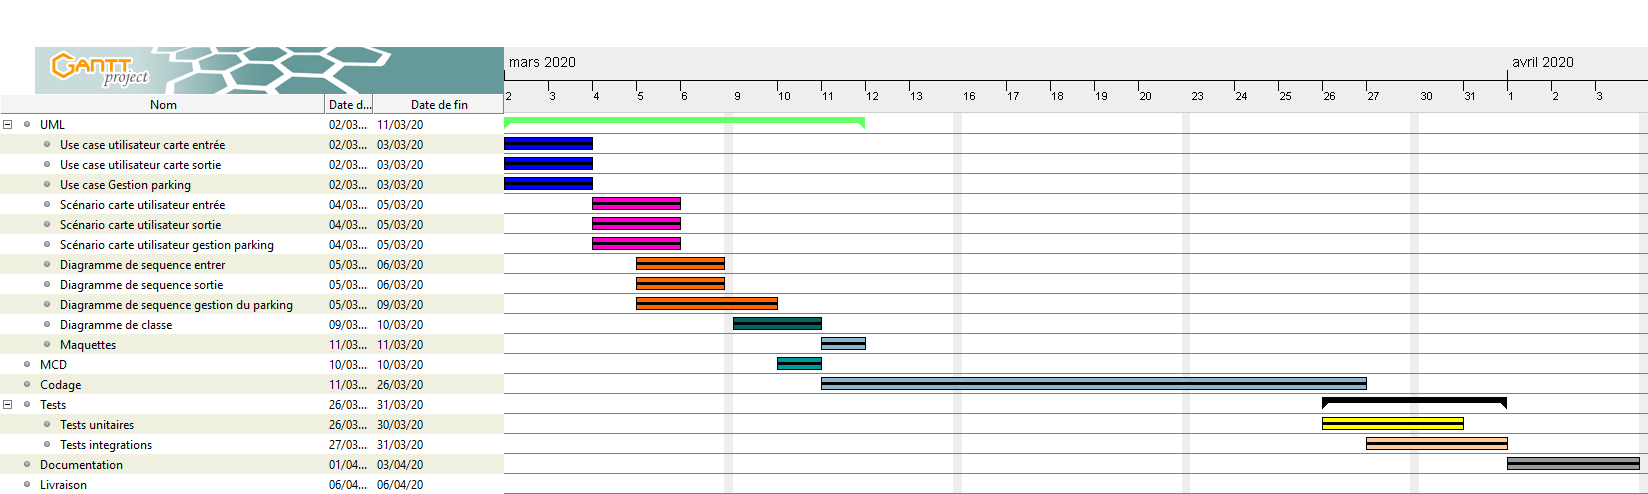 mars 2020 avril 2020
GANTT project
Nom Date d... Date de fin 2 3 4 5 6 9 10 11 12 13 16 17 18 19 20 23 24 25 26 27 30 31 1 2 3
UML 02/03... 11/03/20
Use case utilisateur carte entrée 02/03... 03/03/20
Use case utilisateur carte sortie 02/03... 03/03/20
Use case Gestion parking 02/03... 03/03/20
Scénario carte utilisateur entrée 04/03... 05/03/20
Scénario carte utilisateur sortie 04/03... 05/03/20
Scénario carte utilisateur gestion parking 04/03... 05/03/20
Diagramme de sequence entrer 05/03... 06/03/20
Diagramme de sequence sortie 05/03... 06/03/20
Diagramme de sequence gestion du parking 05/03... 09/03/20
Diagramme de classe 09/03... 10/03/20
Maquettes 11/03... 11/03/20
MCD 10/03... 10/03/20
Codage 11/03... 26/03/20
Tests 26/03... 31/03/20
Tests unitaires 26/03... 30/03/20
Tests integrations 27/03... 31/03/20
Documentation 01/04... 03/04/20
Livraison 06/04... 06/04/20